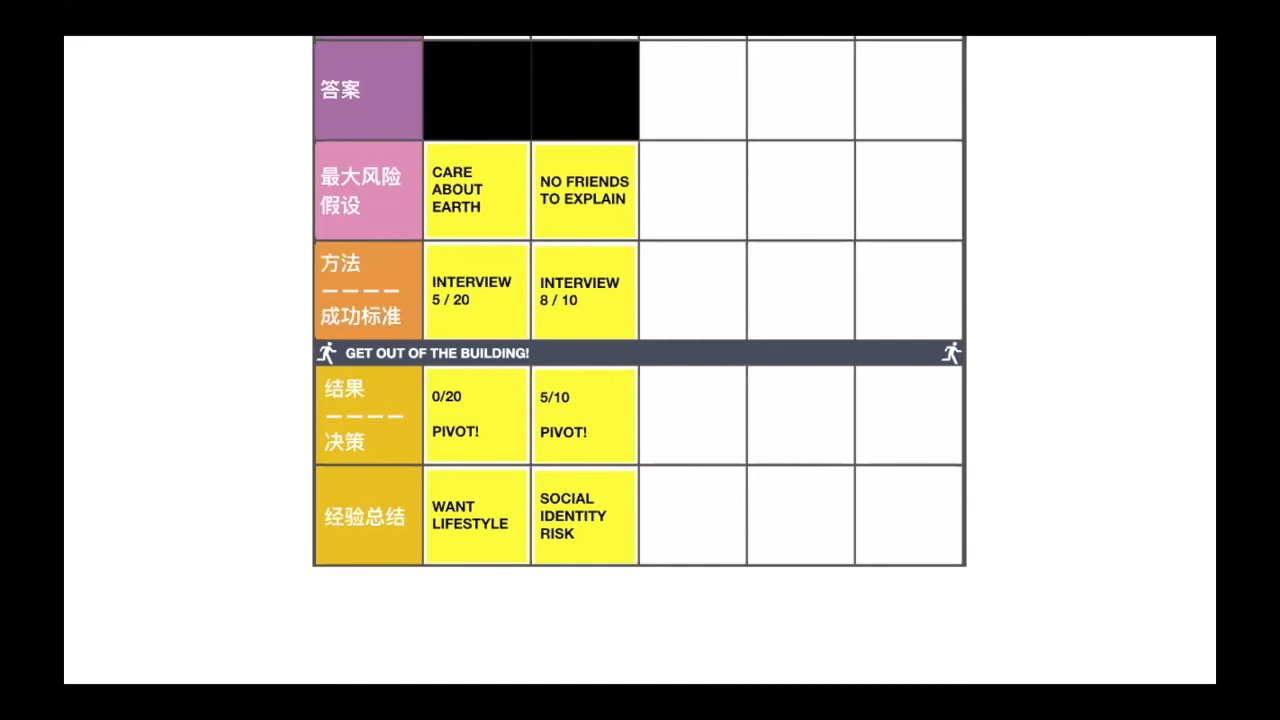 答案
最大风险
假设
CARE
ABOUT
EARTH
NO FRIENDS
TO EXPLAIN
方法
————
成功标准
INTERVIEW
5 / 20
INTERVIEW
8 / 10
GET OUT OF THE BUILDING!
结果
————
决策
0/20
PIVOT!
5/10
PIVOT!
经验总结
WANT
LIFESTYLE
SOCIAL
IDENTITY
RISK